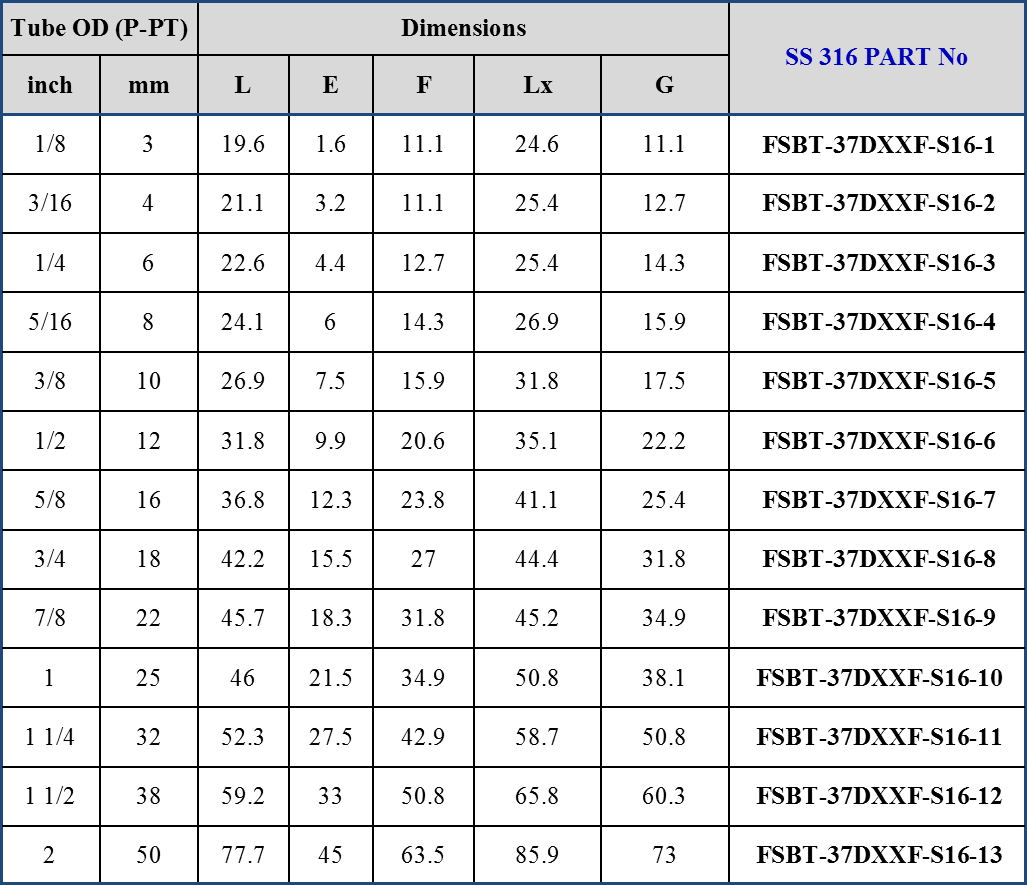 Tube OD (P-PT) Dimensions SS 316 PART No
inch mm L E F Lx G
1/8 3 19.6 1.6 11.1 24.6 11.1 FSBT-37DXXF-S16-1
3/16 4 21.1 3.2 11.1 25.4 12.7 FSBT-37DXXF-S16-2
1/4 6 22.6 4.4 12.7 25.4 14.3 FSBT-37DXXF-S16-3
5/16 8 24.1 6 14.3 26.9 15.9 FSBT-37DXXF-S16-4
3/8 10 26.9 7.5 15.9 31.8 17.5 FSBT-37DXXF-S16-5
1/2 12 31.8 9.9 20.6 35.1 22.2 FSBT-37DXXF-S16-6
5/8 16 36.8 12.3 23.8 41.1 25.4 FSBT-37DXXF-S16-7
3/4 18 42.2 15.5 27 44.4 31.8 FSBT-37DXXF-S16-8
7/8 22 45.7 18.3 31.8 45.2 34.9 FSBT-37DXXF-S16-9
1 25 46 21.5 34.9 50.8 38.1 FSBT-37DXXF-S16-10
1 1/4 32 52.3 27.5 42.9 58.7 50.8 FSBT-37DXXF-S16-11
1 1/2 38 59.2 33 50.8 65.8 60.3 FSBT-37DXXF-S16-12
2 50 77.7 45 63.5 85.9 73 FSBT-37DXXF-S16-13